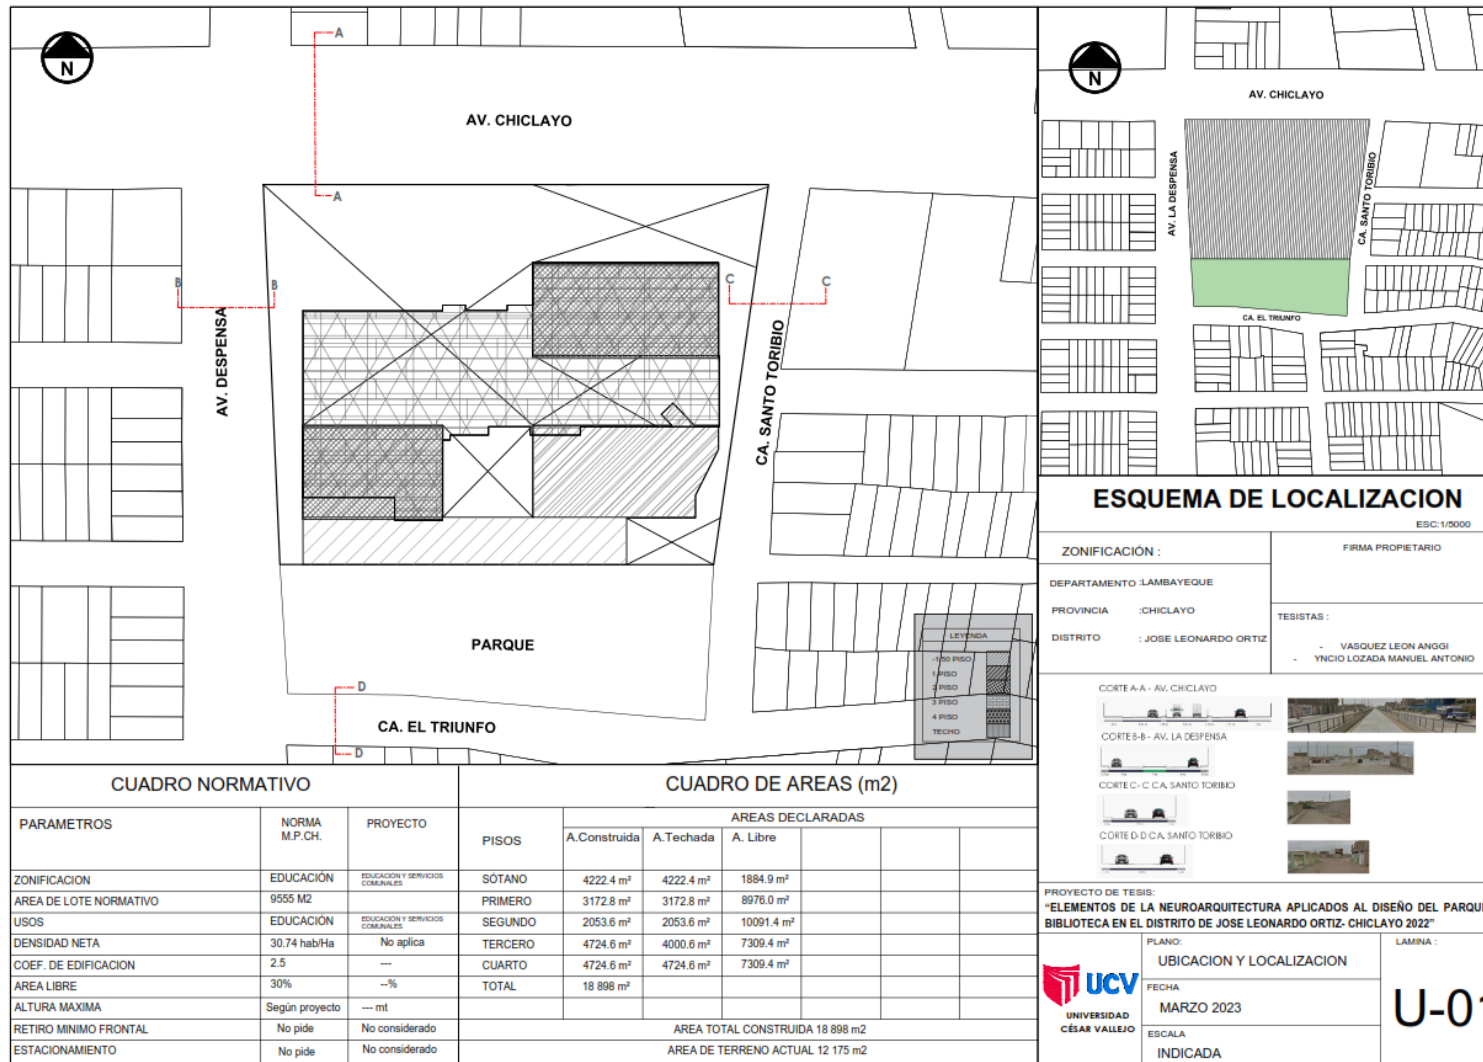 N
A
A
AV. CHICLAYO
B
B
C
C
AV. DESPENSA
CA. SANTO TORIBIO
PARQUE
D
D
CA. EL TRIUNFO
LEYENDA
-1.50 PISO
1 PISO
2 PISO
3 PISO
4 PISO
TECHO
N
AV. CHICLAYO
AV. LA DESPENSA
CA. SANTO TORIBIO
CA. EL TRIUNFO
ESQUEMA DE LOCALIZACION
ESC:1/5000
ZONIFICACIÓN :
DEPARTAMENTO :LAMBAYEQUE
PROVINCIA :CHICLAYO
DISTRITO : JOSE LEONARDO ORTIZ
FIRMA PROPIETARIO
TESISTAS :
- VASQUEZ LEON ANGGI
- YNCIO LOZADA MANUEL ANTONIO
CORTE A-A - AV. CHICLAYO
CORTE B-B - AV. LA DESPENSA
CORTE C- C CA. SANTO TORIBIO
CORTE D-D CA. SANTO TORIBIO
PROYECTO DE TESIS:
"ELEMENTOS DE LA NEUROARQUITECTURA APLICADOS AL DISEÑO DEL PARQUE
BIBLIOTECA EN EL DISTRITO DE JOSE LEONARDO ORTIZ- CHICLAYO 2022"
UCV
UNIVERSIDAD
CÉSAR VALLEJO
PLANO:
UBICACION Y LOCALIZACION
FECHA
MARZO 2023
ESCALA
INDICADA
LAMINA :
U-01
CUADRO NORMATIVO
PARAMETROS NORMA M.P.CH. PROYECTO
ZONIFICACION EDUCACIÓN EDUCACIÓN Y SERVICIOS COMUNALES
AREA DE LOTE NORMATIVO 9555 M2
USOS EDUCACIÓN EDUCACIÓN Y SERVICIOS COMUNALES
DENSIDAD NETA 30.74 hab/Ha No aplica
COEF. DE EDIFICACION 2.5 ---
AREA LIBRE 30% --%
ALTURA MAXIMA Según proyecto --- mt
RETIRO MINIMO FRONTAL No pide No considerado
ESTACIONAMIENTO No pide No considerado
CUADRO DE AREAS (m2)
AREAS DECLARADAS
PISOS A.Construida A.Techada A. Libre
SÓTANO 4222.4 m² 4222.4 m² 1884.9 m²
PRIMERO 3172.8 m² 3172.8 m² 8976.0 m²
SEGUNDO 2053.6 m² 2053.6 m² 10091.4 m²
TERCERO 4724.6 m² 4000.6 m² 7309.4 m²
CUARTO 4724.6 m² 4724.6 m² 7309.4 m²
TOTAL 18 898 m²
AREA TOTAL CONSTRUIDA 18 898 m2
AREA DE TERRENO ACTUAL 12 175 m2